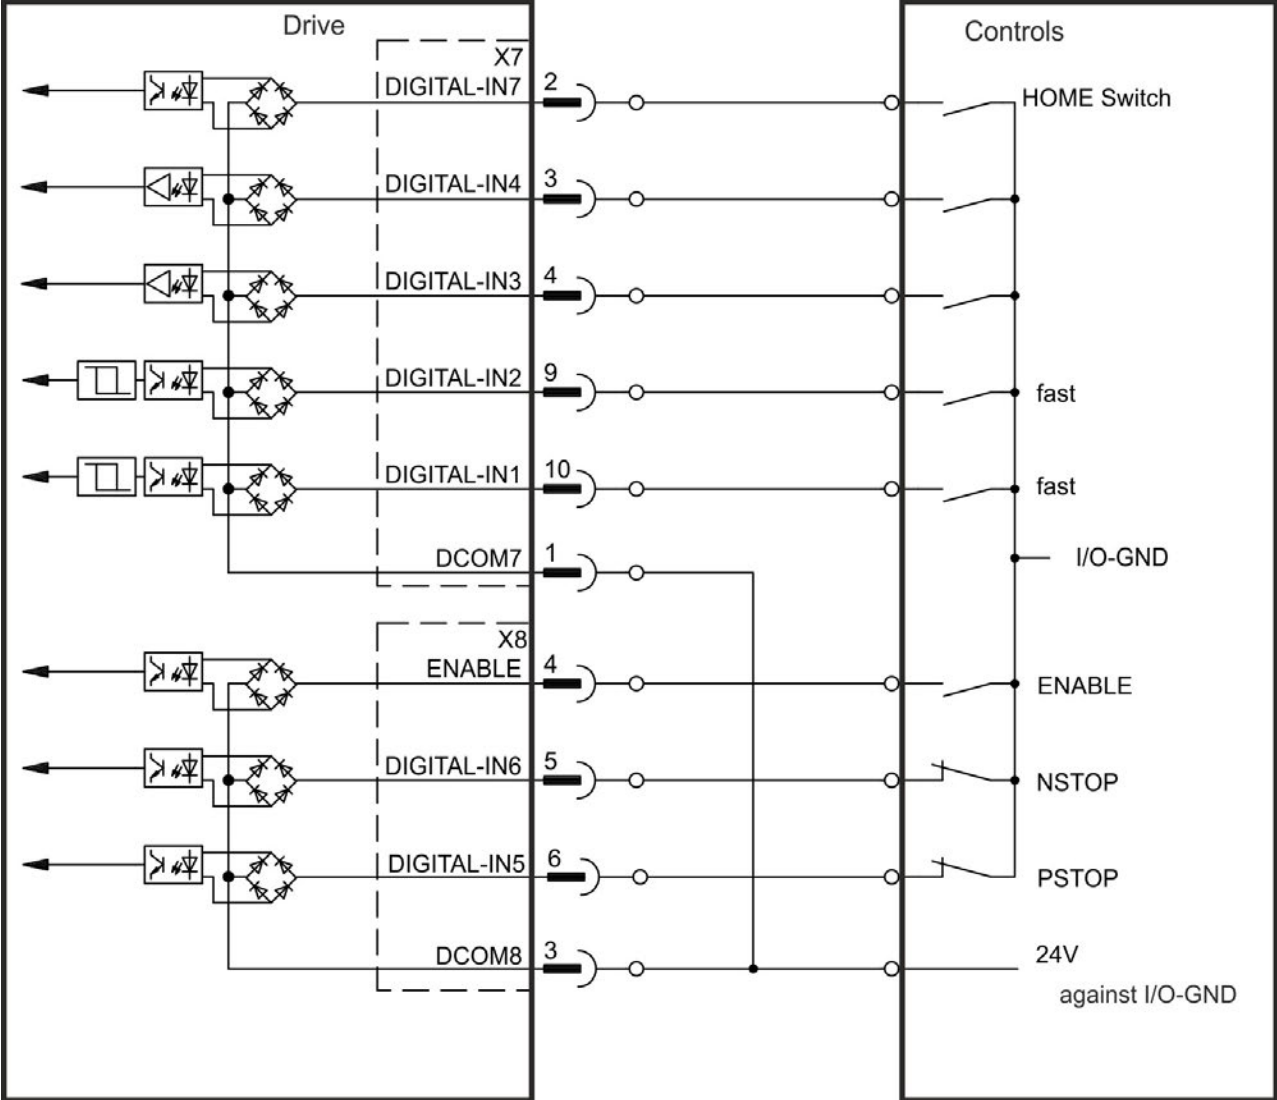 Drive
Controls
X7
DIGITAL-IN7
2
HOME Switch
DIGITAL-IN4
3
DIGITAL-IN3
4
DIGITAL-IN2
9
fast
DIGITAL-IN1
10
fast
DCOM7
1
I/O-GND
X8
ENABLE
4
ENABLE
DIGITAL-IN6
5
NSTOP
DIGITAL-IN5
6
PSTOP
DCOM8
3
24V
against I/O-GND